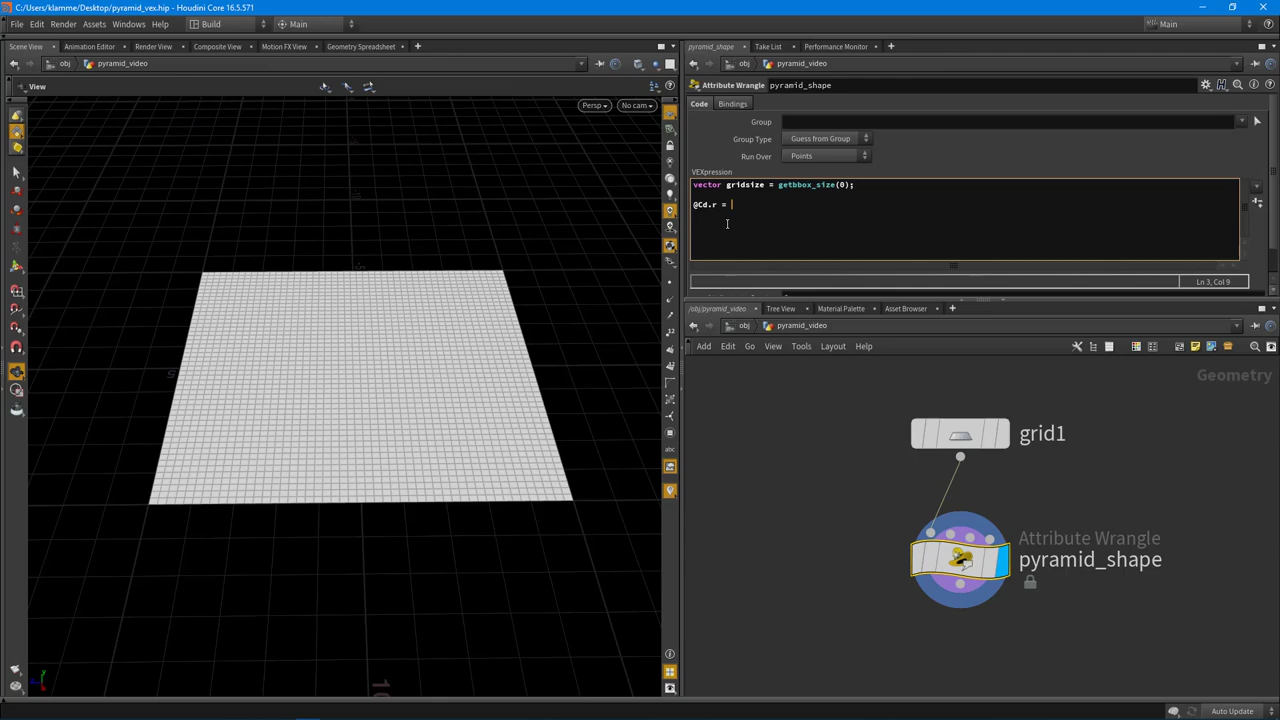 C:/Users/klamme/Desktop/pyramid_vex.hip - Houdini Core 16.5.571
File Edit Render Assets Windows Help Build Main Main
Scene View Animation Editor Render View Composite View Motion FX View Geometry Spreadsheet
obj pyramid_video
View
Persp No cam
5
abc
Z
pyramid_shape Take List Performance Monitor
obj pyramid_video
Attribute Wrangle pyramid_shape
Code Bindings
Group
Group Type Guess from Group
Run Over Points
VEXpression
vector gridsize = getbbox_size(0);
@Cd.r =
Ln 3, Col 9
/obj/pyramid_video Tree View Material Palette Asset Browser
obj pyramid_video
Add Edit Go View Tools Layout Help
Geometry
grid1
Attribute Wrangle
pyramid_shape
Auto Update